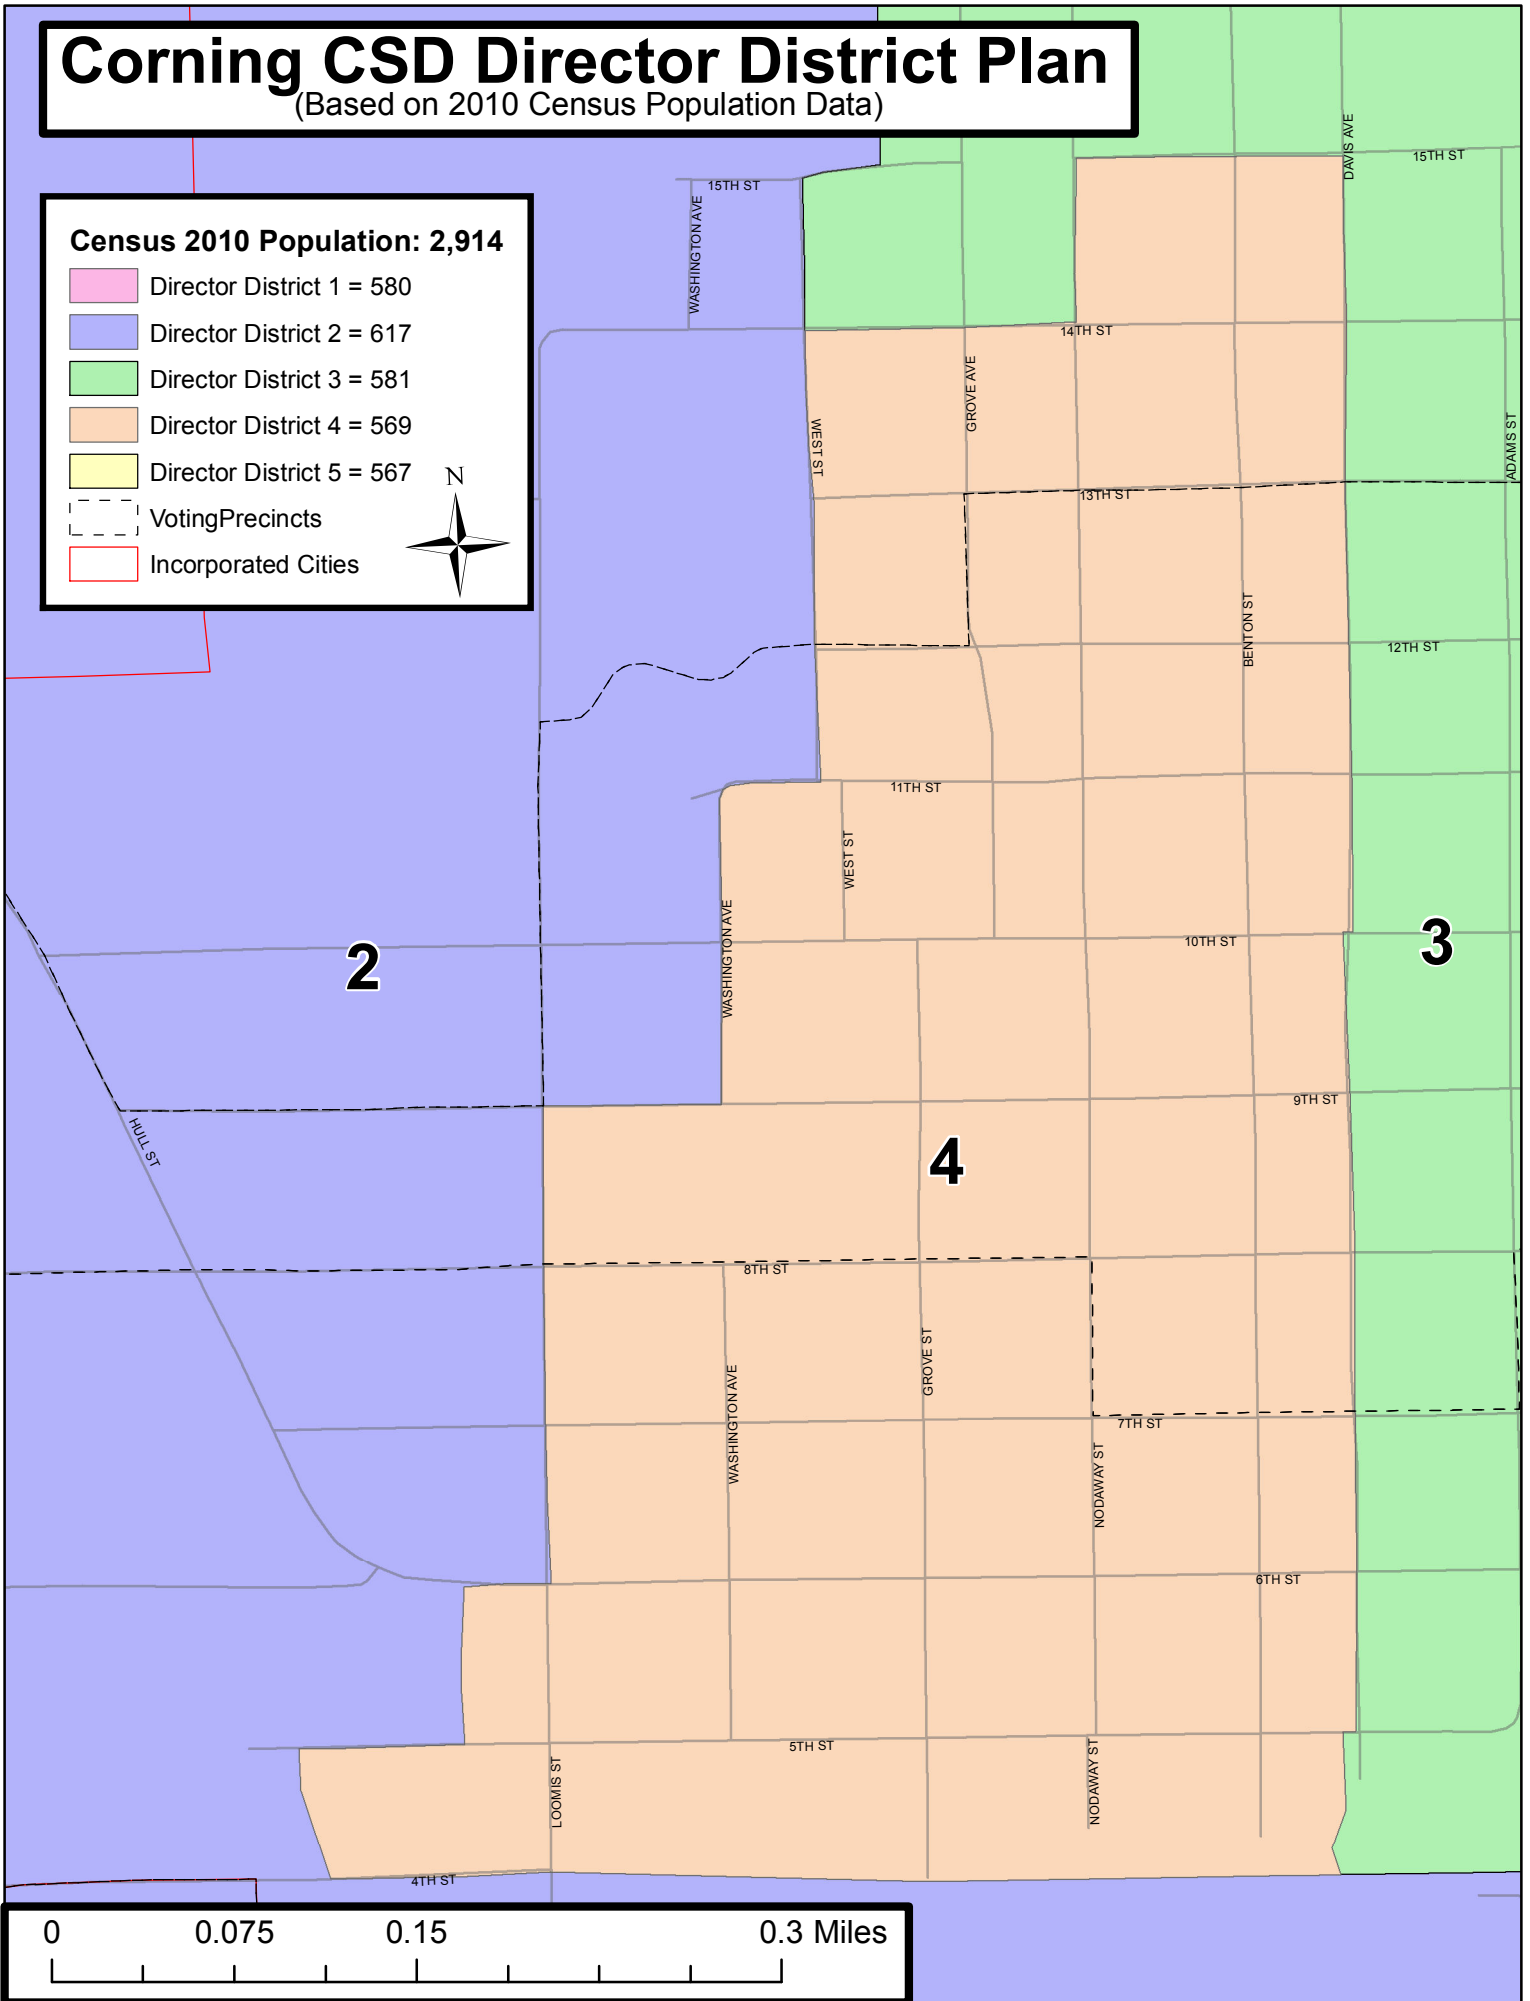 Corning CSD Director District Plan
(Based on 2010 Census Population Data)
Census 2010 Population: 2,914
Director District 1 = 580
Director District 2 = 617
Director District 3 = 581
Director District 4 = 569
Director District 5 = 567
VotingPrecincts
Incorporated Cities
N
DAVIS AVE
15TH ST
15TH ST
WASHINGTON AVE
14TH ST
GROVE AVE
WEST ST
ADAMS ST
13TH ST
BENTON ST
12TH ST
11TH ST
WEST ST
WASHINGTON AVE
10TH ST
2
3
9TH ST
HULL ST
4
8TH ST
GROVE ST
WASHINGTON AVE
7TH ST
NODAWAY ST
6TH ST
5TH ST
LOOMIS ST
NODAWAY ST
4TH ST
0 0.075 0.15 0.3 Miles